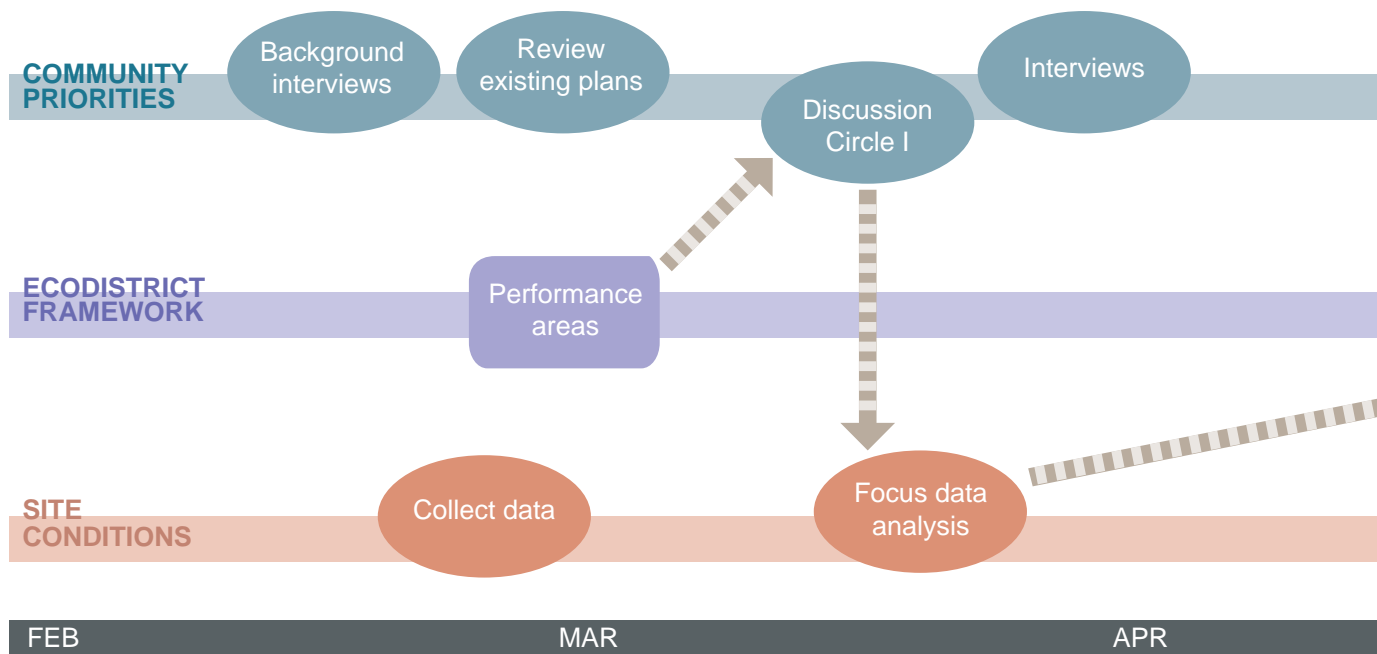 COMMUNITY
PRIORITIES
Background
interviews
Review
existing plans
Discussion
Circle I
Interviews
ECODISTRICT
FRAMEWORK
Performance
areas
SITE
CONDITIONS
Collect data
Focus data
analysis
FEB
MAR
APR